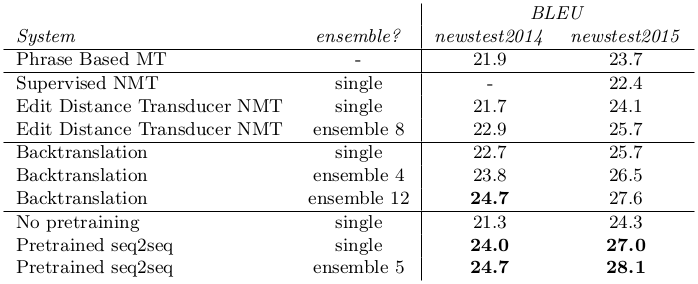 BLEU
System ensemble? newstest2014 newstest2015
Phrase Based MT - 21.9 23.7
Supervised NMT single - 22.4
Edit Distance Transducer NMT single 21.7 24.1
Edit Distance Transducer NMT ensemble 8 22.9 25.7
Backtranslation single 22.7 25.7
Backtranslation ensemble 4 23.8 26.5
Backtranslation ensemble 12 24.7 27.6
No pretraining single 21.3 24.3
Pretrained seq2seq single 24.0 27.0
Pretrained seq2seq ensemble 5 24.7 28.1